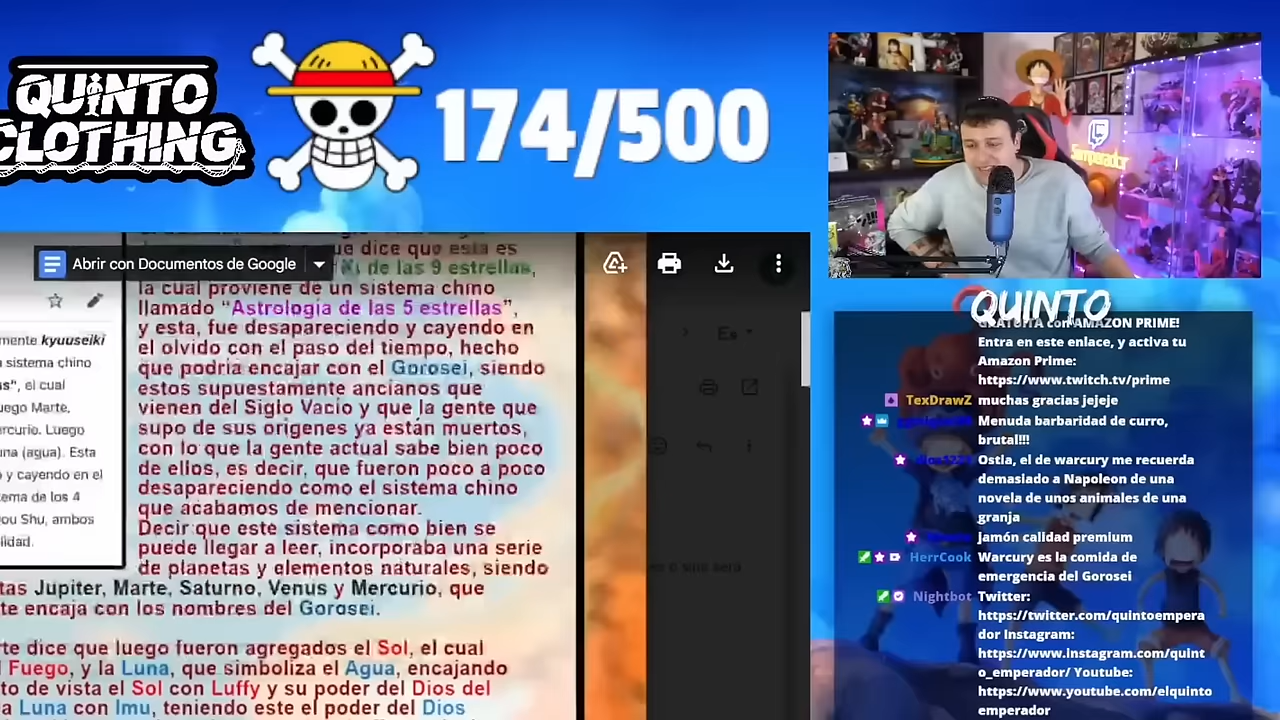 QUINTO
CLOTHING
174/500
Simperador
ue dice que esta es
Abrir con Documentos de Google
Ki de las 9 estrellas,
la cual proviene de un sistema chino
llamado “Astrologia de las 5 estrellas”,
y esta, fue desapareciendo y cayendo en
el olvido con el paso del tiempo, hecho
que podria encajar con el Gorosei, siendo
estos supuestamente ancianos que
vienen del Siglo Vacio y que la gente que
supo de sus origenes ya están muertos,
con lo que la gente actual sabe bien poco
de ellos, es decir, que fueron poco a poco
desapareciendo como el sistema chino
que acabamos de mencionar.
Decir que este sistema como bien se
puede llegar a leer, incorporaba una serie
de planetas y elementos naturales, siendo
tas Jupiter, Marte, Saturno, Venus y Mercurio, que
te encaja con los nombres del Gorosei.
rte dice que luego fueron agregados el Sol, el cual
l Fuego, y la Luna, que simboliza el Agua, encajando
to de vista el Sol con Luffy y su poder del Dios del
a Luna con Imu, teniendo este el poder del Dios
mente kyuuseiki
a sistema chino
as", el cual
uego Marte,
ercurio. Luego
una (agua). Esta
o y cayendo en el
ema de los 4
ou Shu, ambos
lidad.
Es
QUINTO
GRATUITA con AMAZON PRIME!
Entra en este enlace, y activa tu
Amazon Prime:
https://www.twitch.tv/prime
TexDrawZ muchas gracias jejeje
Menuda barbaridad de curro,
brutal!!!
Ostia, el de warcury me recuerda
demasiado a Napoleon de una
novela de unos animales de una
granja
Jamón calidad premium
HerrCook Warcury es la comida de
emergencia del Gorosei
Nightbot Twitter:
https://twitter.com/quintoempera
dor Instagram:
https://www.instagram.com/quint
o_emperador/ Youtube:
https://www.youtube.com/elquinto
emperador